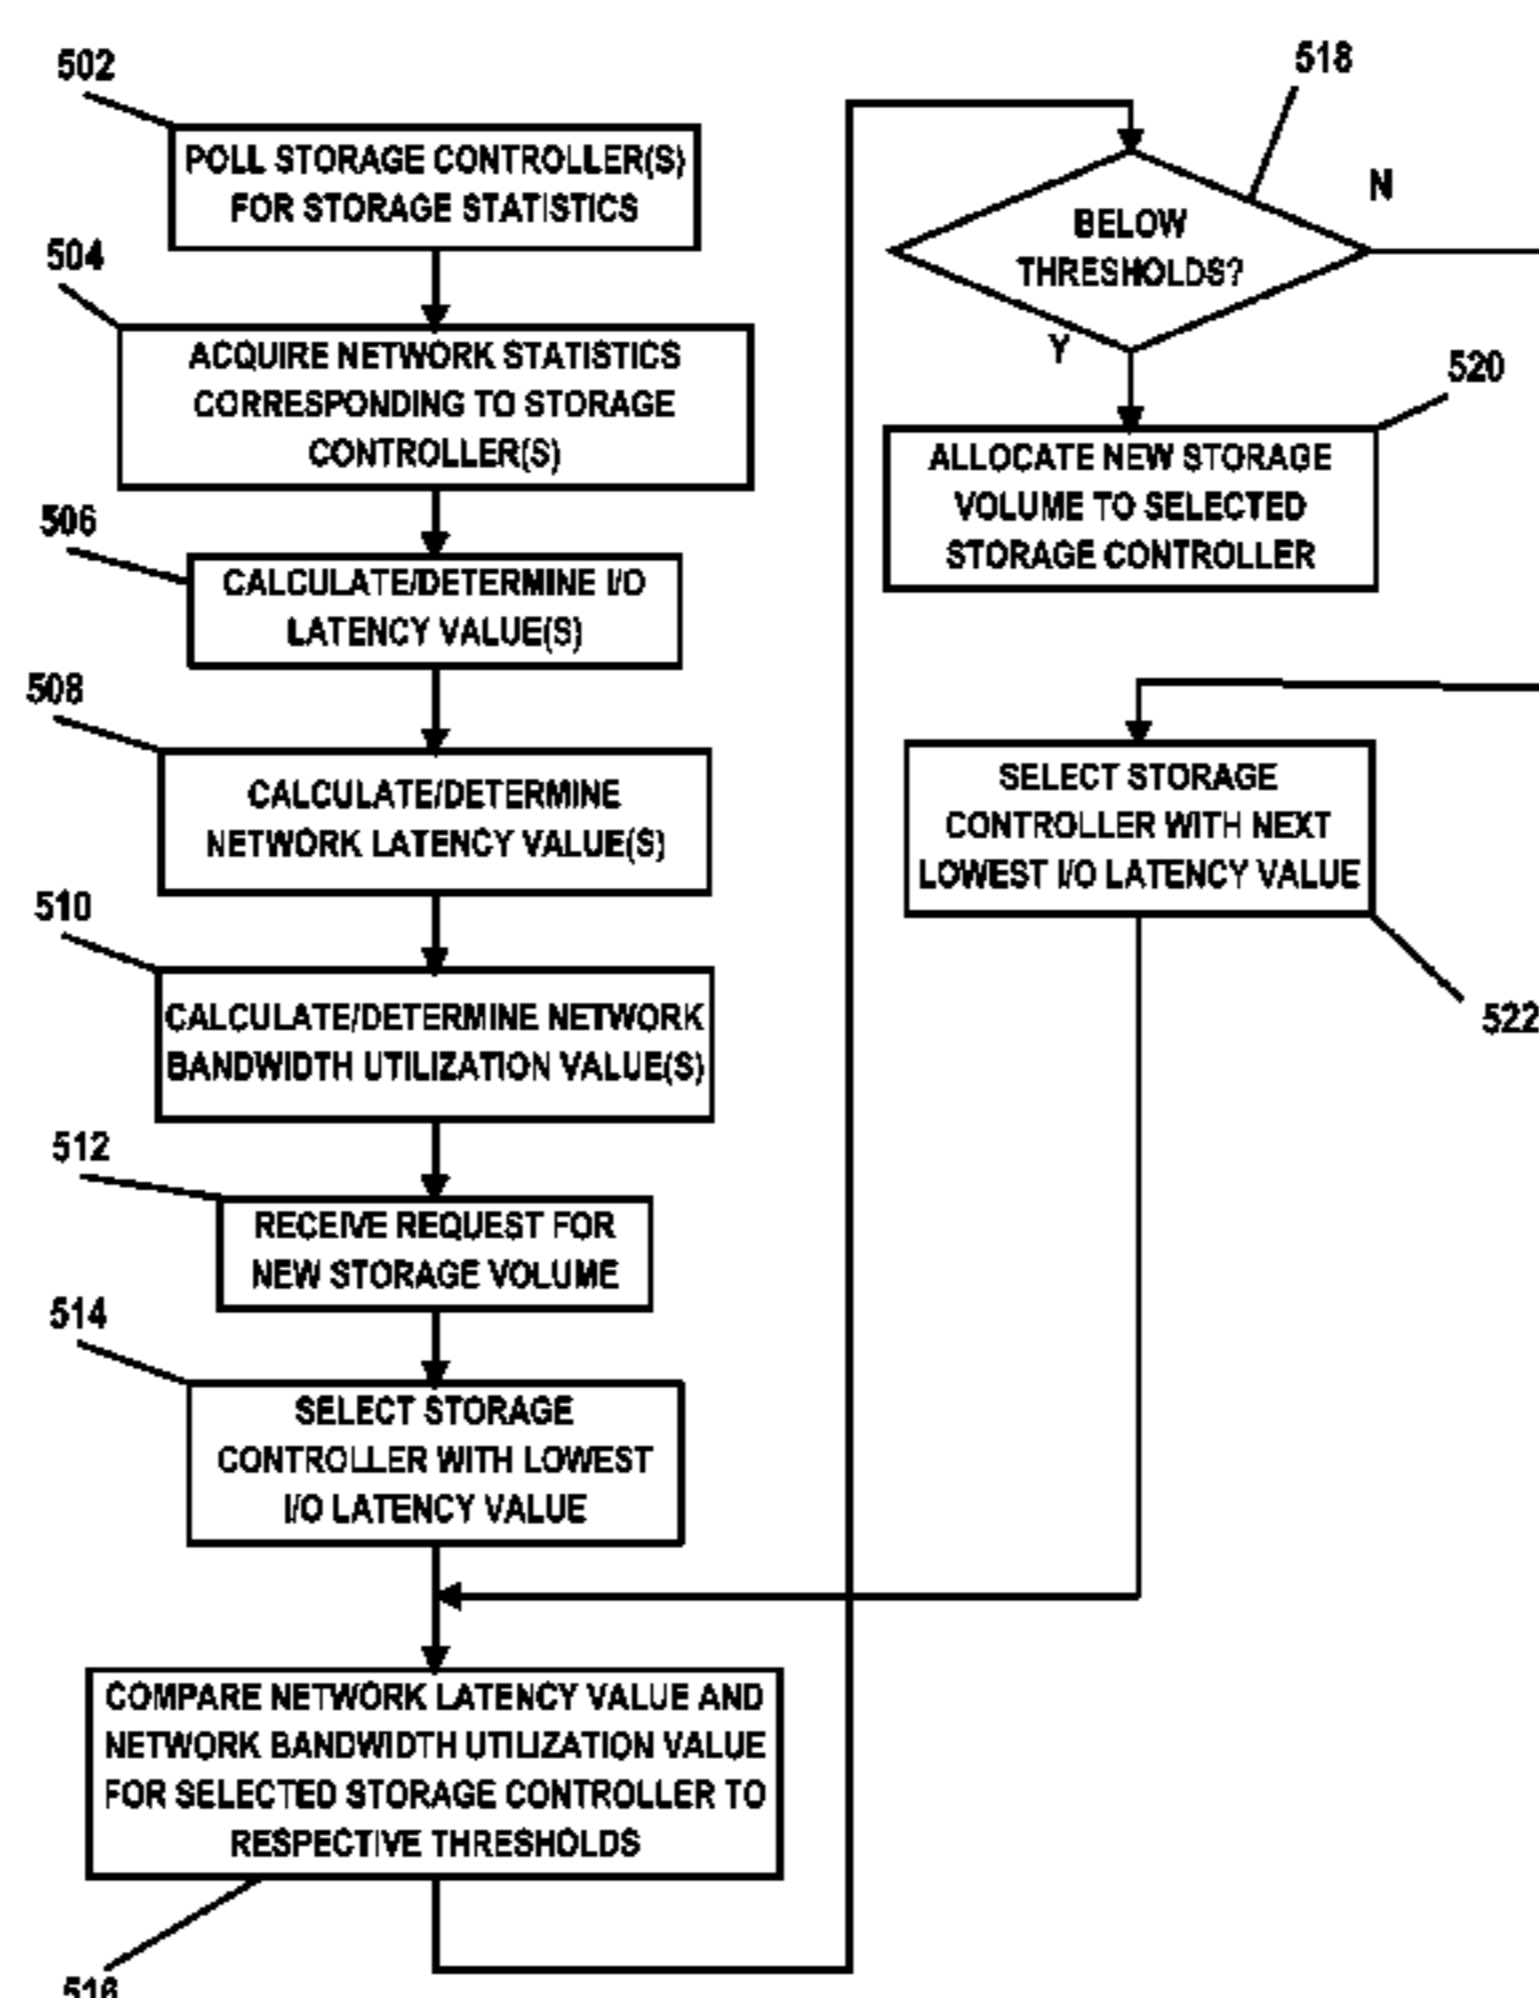 502
POLL STORAGE CONTROLLER(S)
FOR STORAGE STATISTICS
504
ACQUIRE NETWORK STATISTICS
CORRESPONDING TO STORAGE
CONTROLLER(S)
506
CALCULATE/DETERMINE I/O
LATENCY VALUE(S)
508
CALCULATE/DETERMINE
NETWORK LATENCY VALUE(S)
510
CALCULATE/DETERMINE NETWORK
BANDWIDTH UTILIZATION VALUE(S)
512
RECEIVE REQUEST FOR
NEW STORAGE VOLUME
514
SELECT STORAGE
CONTROLLER WITH LOWEST
I/O LATENCY VALUE
COMPARE NETWORK LATENCY VALUE AND
NETWORK BANDWIDTH UTILIZATION VALUE
FOR SELECTED STORAGE CONTROLLER TO
RESPECTIVE THRESHOLDS
516
518
BELOW
THRESHOLDS?
N
Y
520
ALLOCATE NEW STORAGE
VOLUME TO SELECTED
STORAGE CONTROLLER
SELECT STORAGE
CONTROLLER WITH NEXT
LOWEST I/O LATENCY VALUE
522